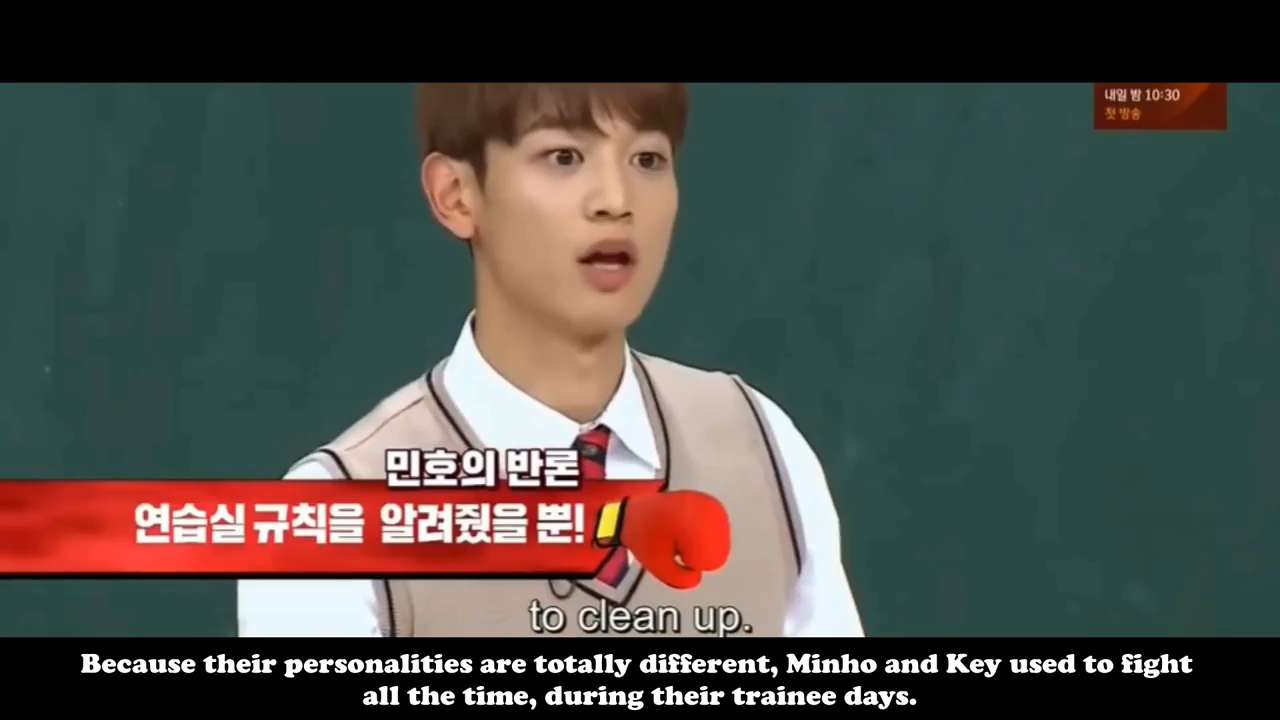 내일 밤 10:30
첫 방송
민호의 반론
연습실 규칙을 알려줬을 뿐!
to clean up.
Because their personalities are totally different, Minho and Key used to fight
all the time, during their trainee days.